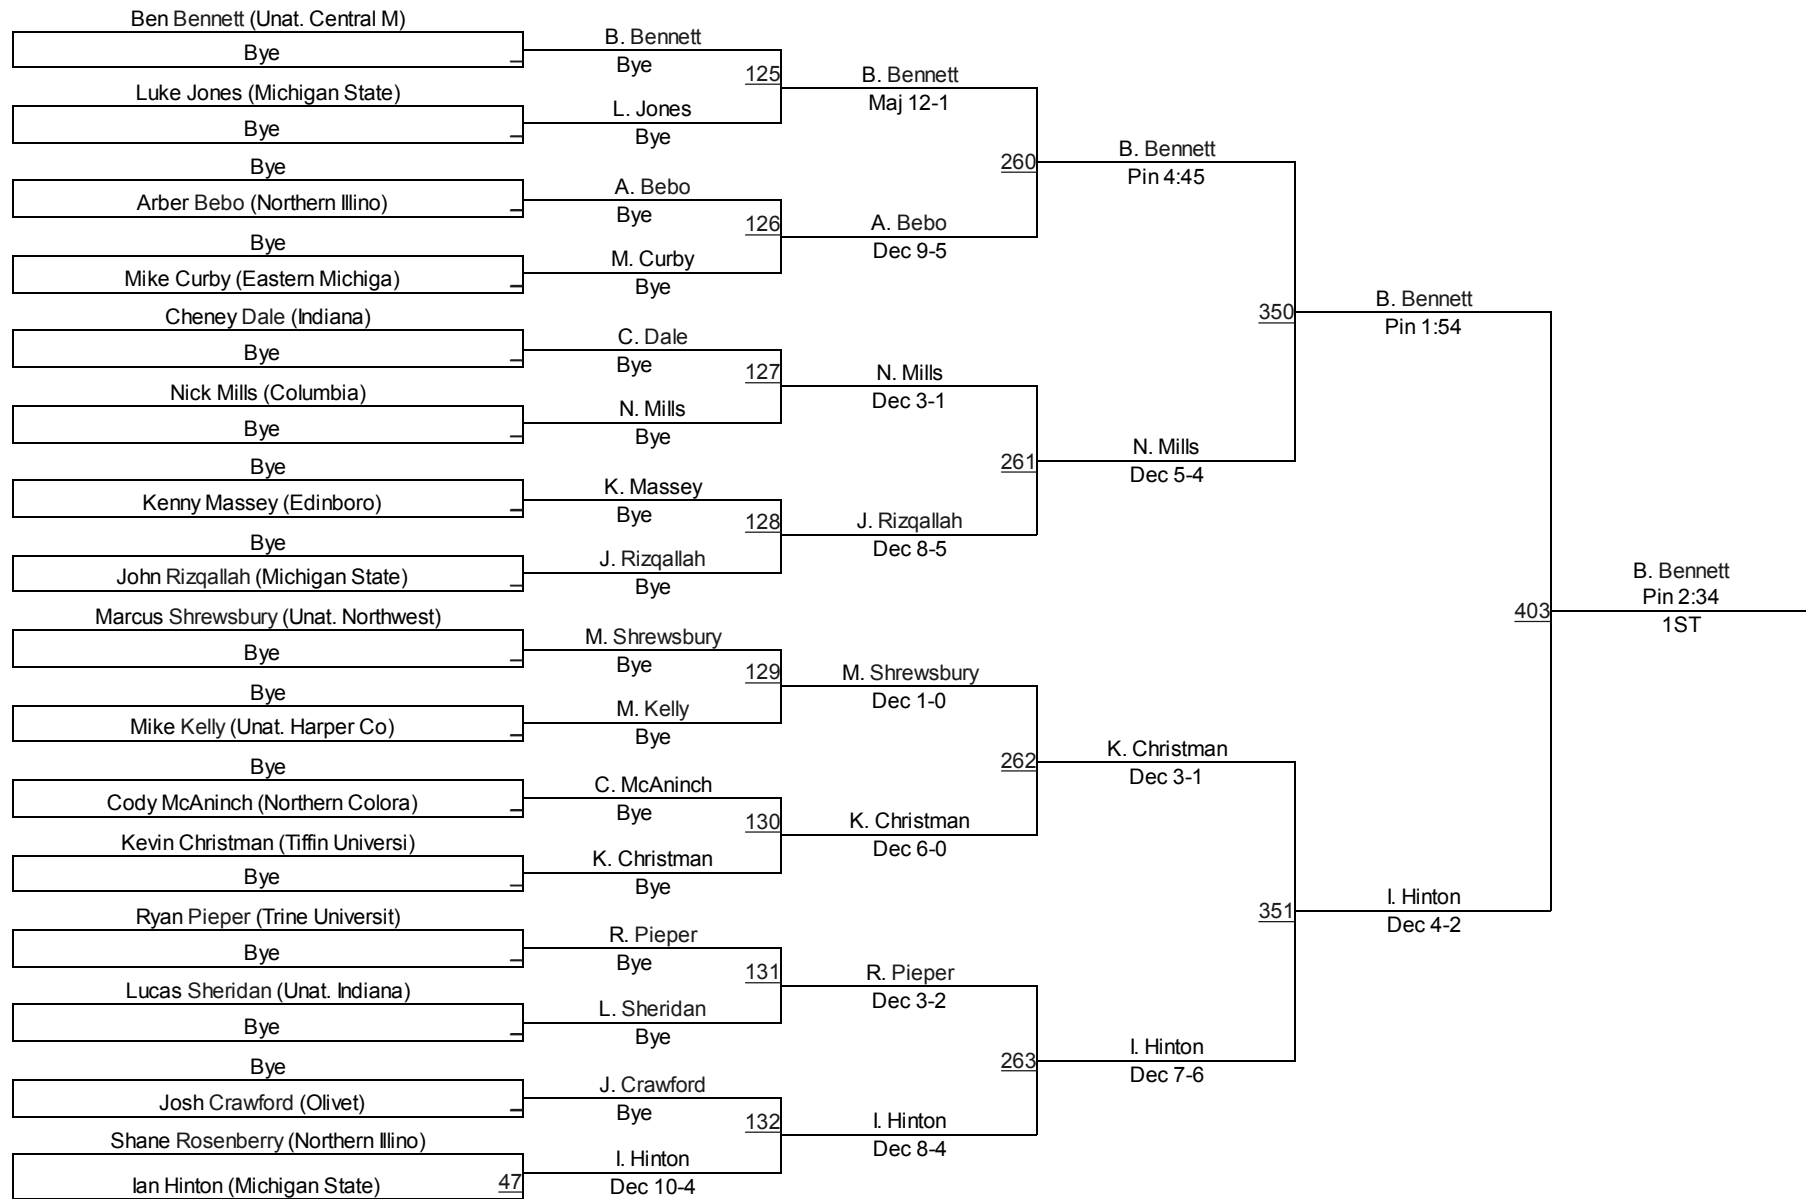 Ben Bennett (Unat. Central M)
Bye
Luke Jones (Michigan State)
Bye
Bye
Arber Bebo (Northern Illino)
Bye
Mike Curby (Eastern Michiga)
Cheney Dale (Indiana)
Bye
Nick Mills (Columbia)
Bye
Bye
Kenny Massey (Edinboro)
Bye
John Rizqallah (Michigan State)
Marcus Shrewsbury (Unat. Northwest)
Bye
Bye
Mike Kelly (Unat. Harper Co)
Bye
Cody McAninch (Northern Colora)
Kevin Christman (Tiffin Universi)
Bye
Ryan Pieper (Trine Universit)
Bye
Lucas Sheridan (Unat. Indiana)
Bye
Bye
Josh Crawford (Olivet)
Shane Rosenberry (Northern Illino)
Ian Hinton (Michigan State)
47
B. Bennett
Bye
125
L. Jones
Bye
A. Bebo
Bye
126
M. Curby
Bye
C. Dale
Bye
127
N. Mills
Bye
K. Massey
Bye
128
J. Rizqallah
Bye
M. Shrewsbury
Bye
129
M. Kelly
Bye
C. McAninch
Bye
130
K. Christman
Bye
R. Pieper
Bye
131
L. Sheridan
Bye
J. Crawford
Bye
132
I. Hinton
Dec 10-4
B. Bennett
Maj 12-1
260
A. Bebo
Dec 9-5
N. Mills
Dec 3-1
261
J. Rizqallah
Dec 8-5
M. Shrewsbury
Dec 1-0
262
K. Christman
Dec 6-0
R. Pieper
Dec 3-2
263
I. Hinton
Dec 8-4
B. Bennett
Pin 4:45
350
N. Mills
Dec 5-4
K. Christman
Dec 3-1
351
I. Hinton
Dec 7-6
B. Bennett
Pin 1:54
403
I. Hinton
Dec 4-2
B. Bennett
Pin 2:34
1ST